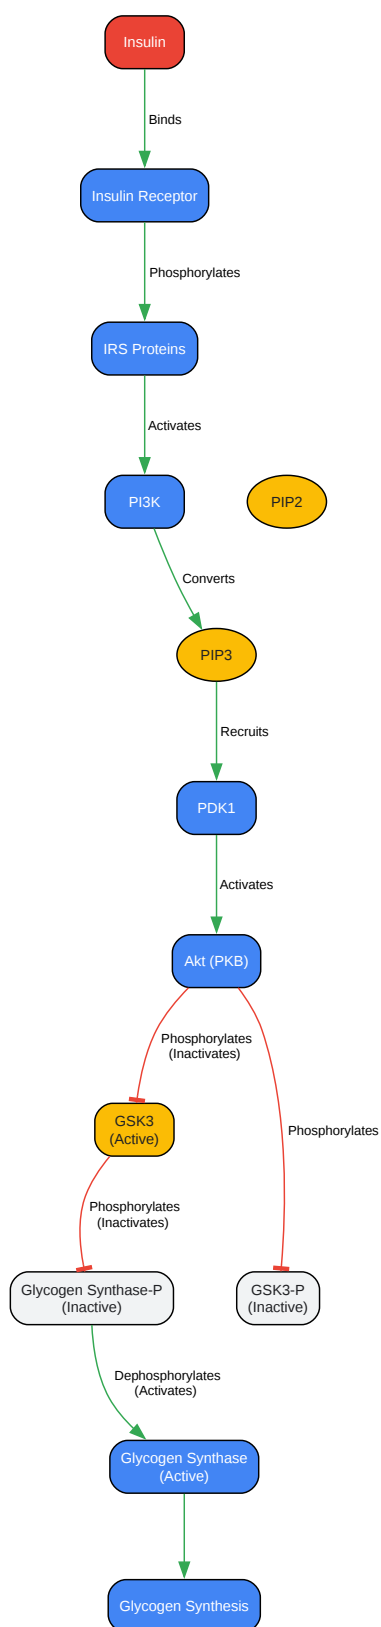 Insulin
Binds
Insulin Receptor
Phosphorylates
IRS Proteins
Activates
PI3K
PIP2
Converts
PIP3
Recruits
PDK1
Activates
Akt (PKB)
Phosphorylates
(Inactivates)
Phosphorylates
GSK3
(Active)
Phosphorylates
(Inactivates)
Glycogen Synthase-P
(Inactive)
GSK3-P
(Inactive)
Dephosphorylates
(Activates)
Glycogen Synthase
(Active)
Glycogen Synthesis